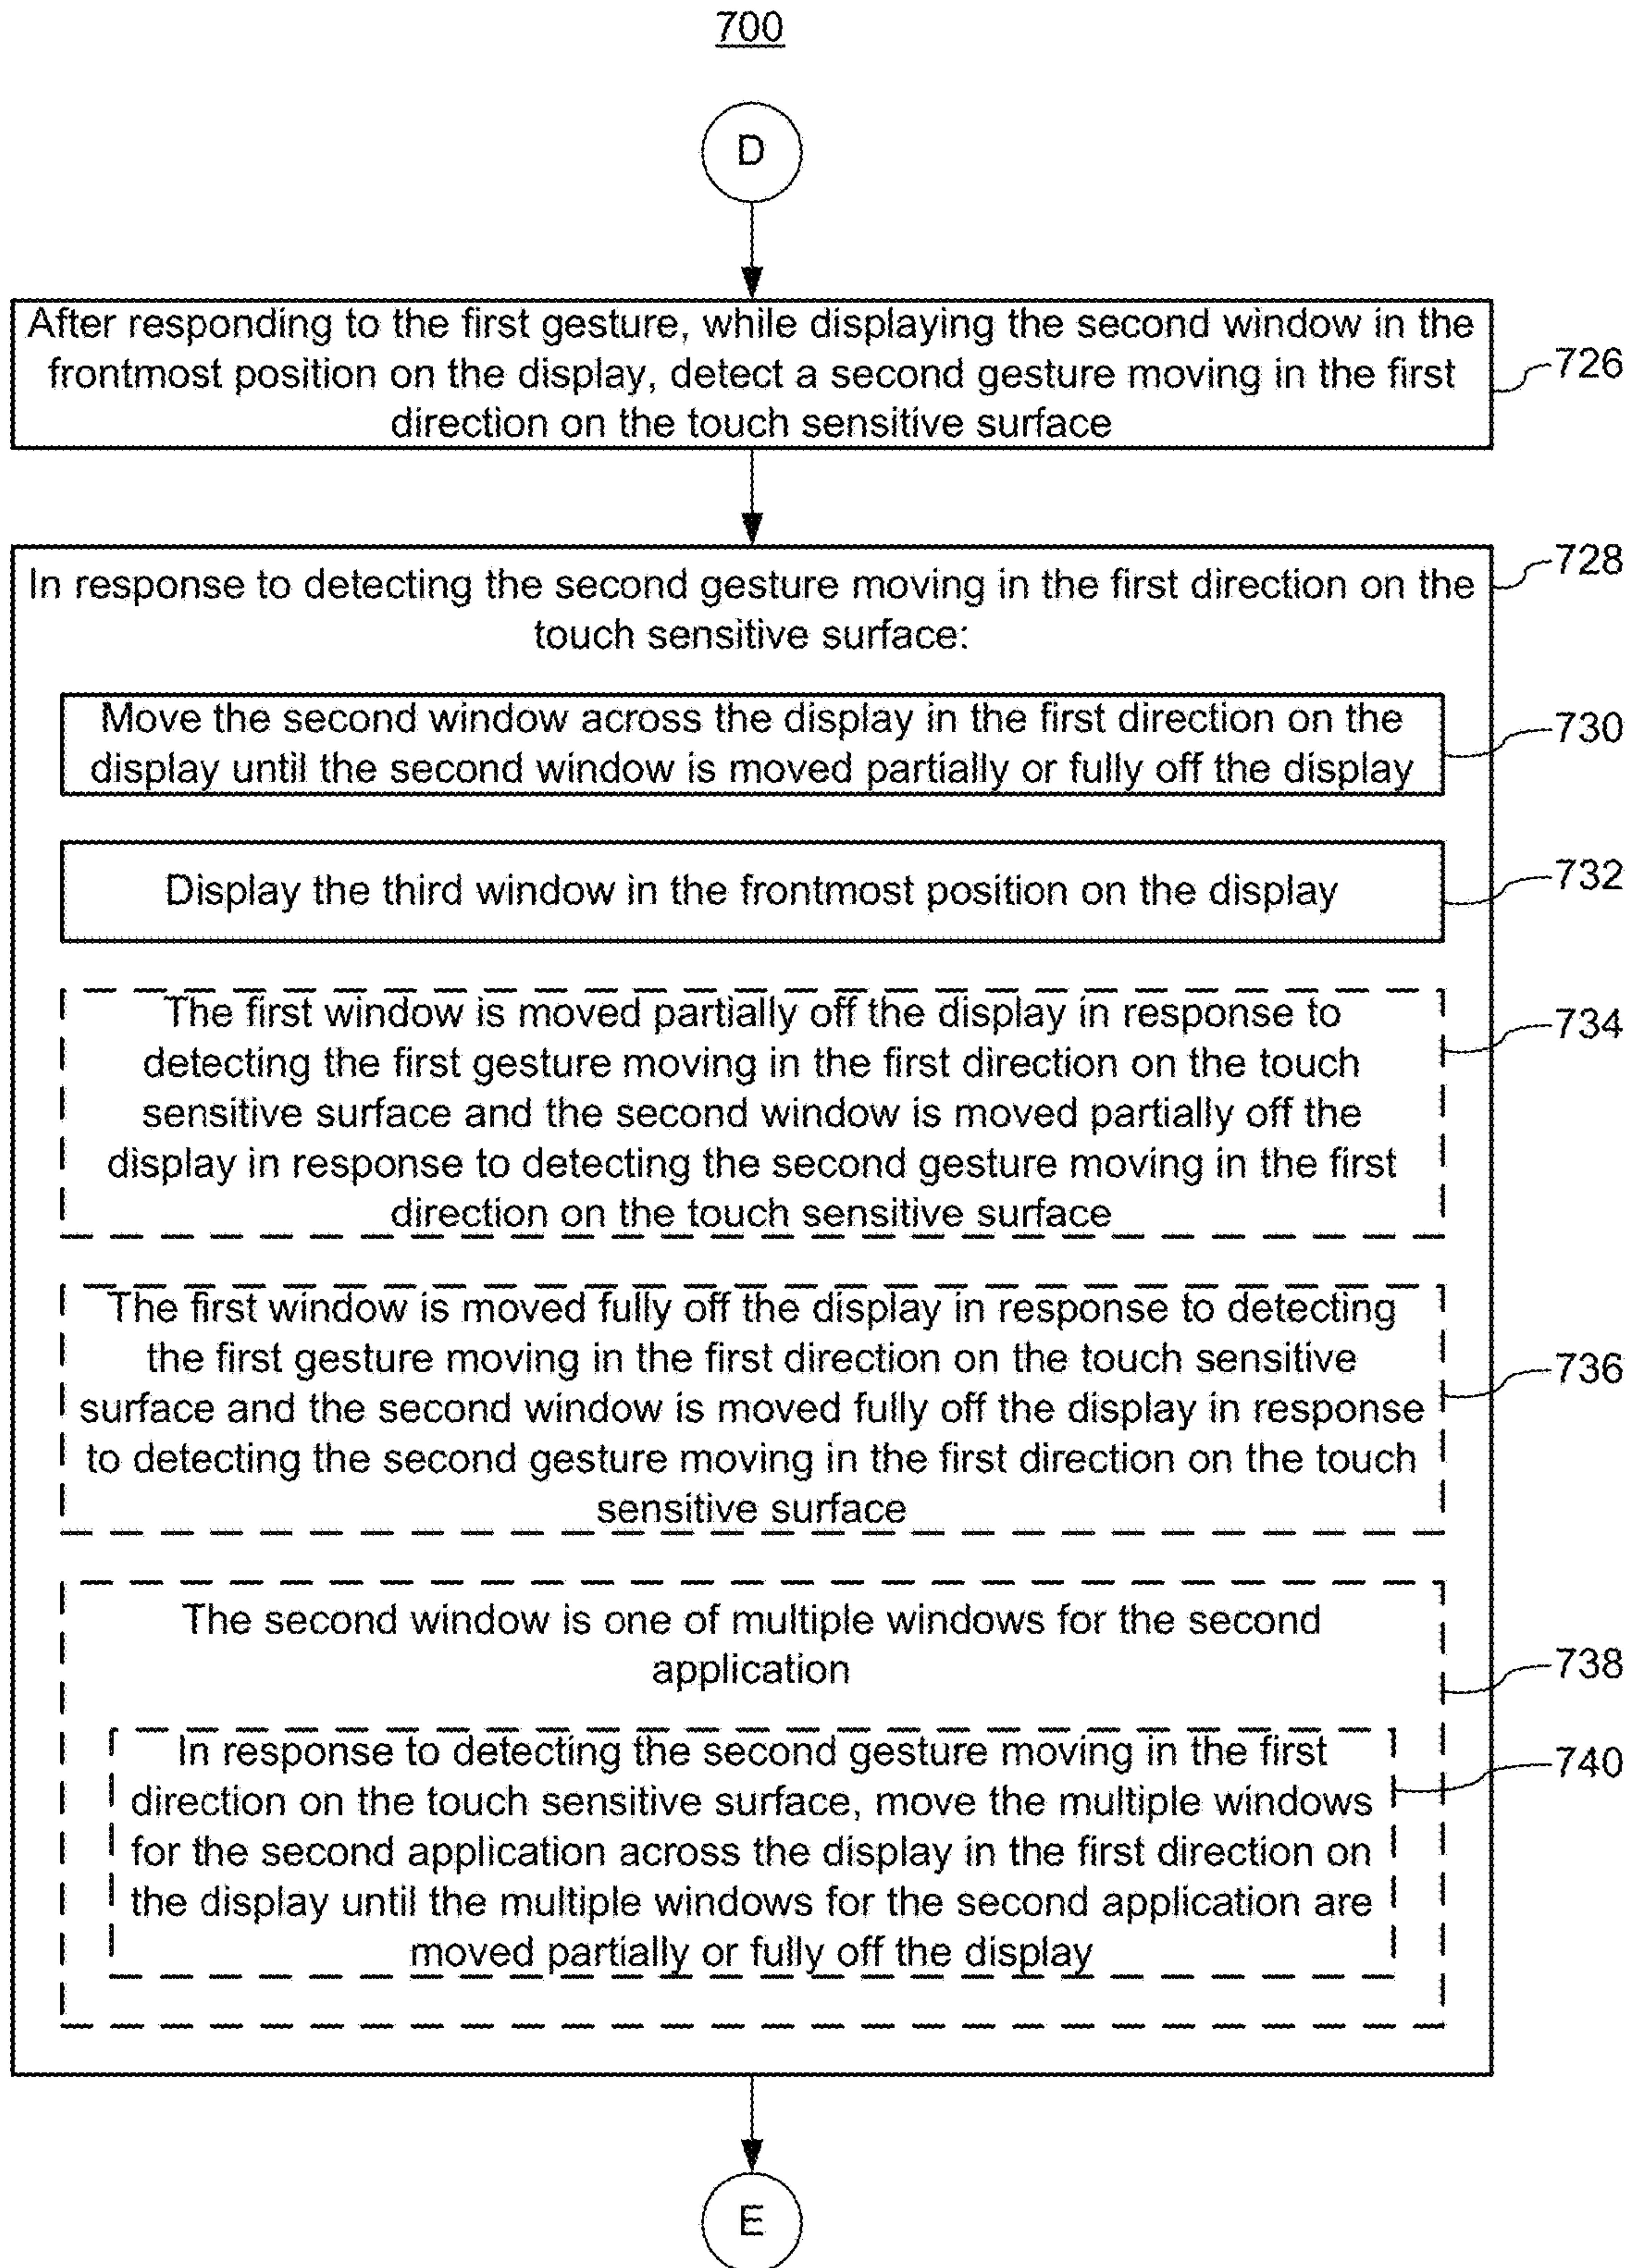 700
D
After responding to the first gesture, while displaying the second window in the
frontmost position on the display, detect a second gesture moving in the first
direction on the touch sensitive surface
726
In response to detecting the second gesture moving in the first direction on the
touch sensitive surface:
728
Move the second window across the display in the first direction on the
display until the second window is moved partially or fully off the display
730
Display the third window in the frontmost position on the display
732
The first window is moved partially off the display in response to
detecting the first gesture moving in the first direction on the touch
sensitive surface and the second window is moved partially off the
display in response to detecting the second gesture moving in the first
direction on the touch sensitive surface
734
The first window is moved fully off the display in response to detecting
the first gesture moving in the first direction on the touch sensitive
surface and the second window is moved fully off the display in response
to detecting the second gesture moving in the first direction on the touch
sensitive surface
736
The second window is one of multiple windows for the second
application
738
In response to detecting the second gesture moving in the first
direction on the touch sensitive surface, move the multiple windows
for the second application across the display in the first direction on
the display until the multiple windows for the second application are
moved partially or fully off the display
740
E